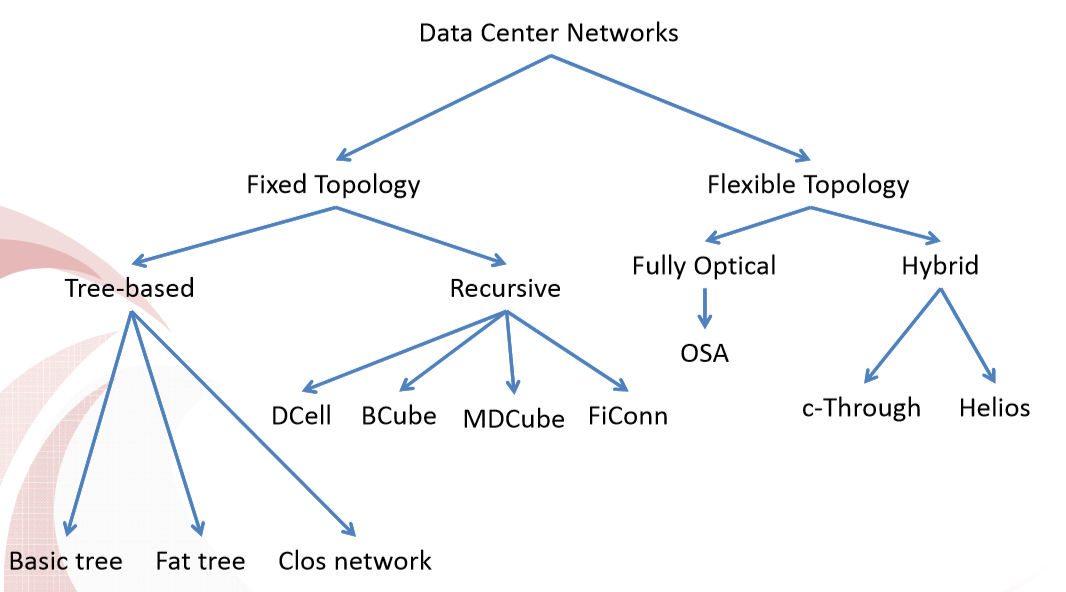 Data Center Networks
Fixed Topology
Flexible Topology
Fully Optical
Hybrid
Tree-based
Recursive
OSA
DCell
BCube
MDCube
FiConn
c-Through
Helios
Basic tree
Fat tree
Clos network